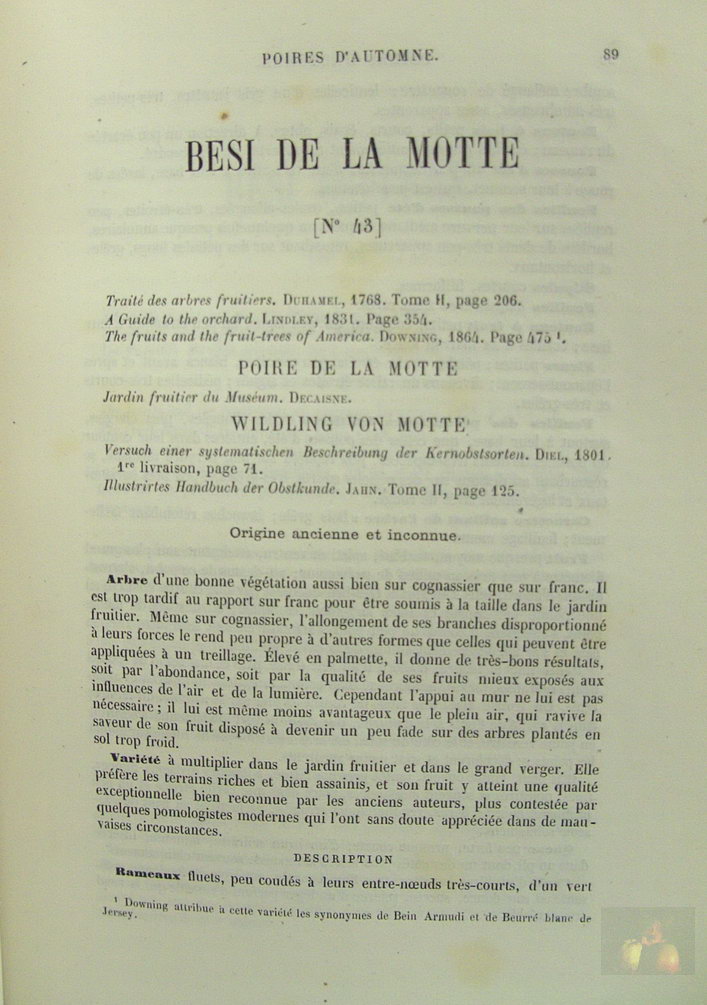 POIRES D'AUTOMNE. 89
BESI DE LA MOTTE
[N° 43]
Traité des arbres fruitiers. DUHAMEL, 1768. Tome II, page 206.
A Guide to the orchard. LINDLEY, 1831. Page 354.
The fruits and the fruit-trees of America. DOWNING, 1864. Page 475 ¹.
POIRE DE LA MOTTE
Jardin fruitier du Muséum. DECAISNE.
WILDLING VON MOTTE
Versuch einer systematischen Beschreibung der Kernobstsorten. DIEL, 1801.
1re livraison, page 71.
Illustrirtes Handbuch der Obstkunde. JAHN. Tome II, page 125.
Origine ancienne et inconnue.
Arbre d'une bonne végétation aussi bien sur cognassier que sur franc. Il
est trop tardif au rapport sur franc pour être soumis à la taille dans le jardin
fruitier. Même sur cognassier, l'allongement de ses branches disproportionné
à leurs forces le rend peu propre à d'autres formes que celles qui peuvent être
appliquées à un treillage. Élevé en palmette, il donne de très-bons résultats,
soit par l'abondance, soit par la qualité de ses fruits mieux exposés aux
influences de l'air et de la lumière. Cependant l'appui au mur ne lui est pas
nécessaire ; il lui est même moins avantageux que le plein air, qui ravive la
saveur de son fruit disposé à devenir un peu fade sur des arbres plantés en
sol trop froid.
Variété à multiplier dans le jardin fruitier et dans le grand verger. Elle
préfère les terrains riches et bien assainis, et son fruit y atteint une qualité
exceptionnelle bien reconnue par les anciens auteurs, plus contestée par
quelques pomologistes modernes qui l'ont sans doute appréciée dans de mau-
vaises circonstances.
DESCRIPTION
Rameaux fluets, peu coudés à leurs entre-nœuds très-courts, d'un vert
¹ Downing attribue à cette variété les synonymes de Bein Armudi et de Beurré blanc de
Jersey.